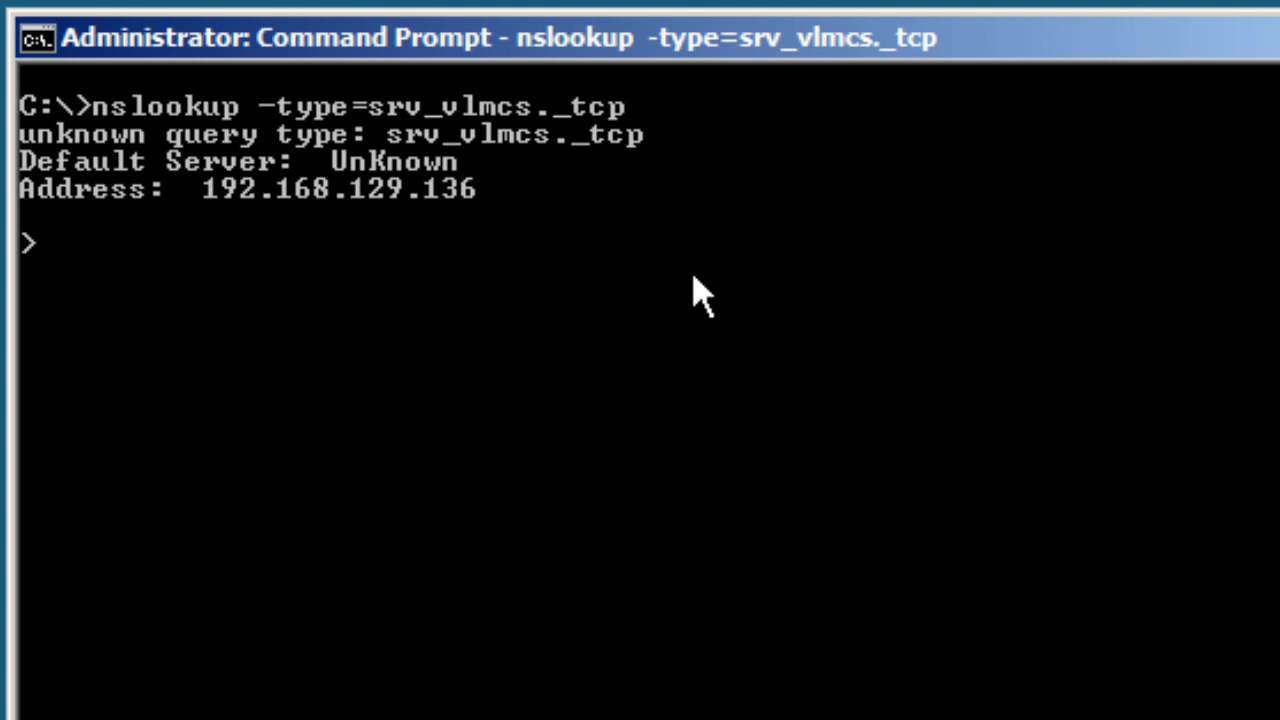 Administrator: Command Prompt - nslookup  -type=srv_vlmcs._tcp
C:\>nslookup -type=srv_vlmcs._tcp
unknown query type: srv_vlmcs._tcp
Default Server:  UnKnown
Address:  192.168.129.136
>